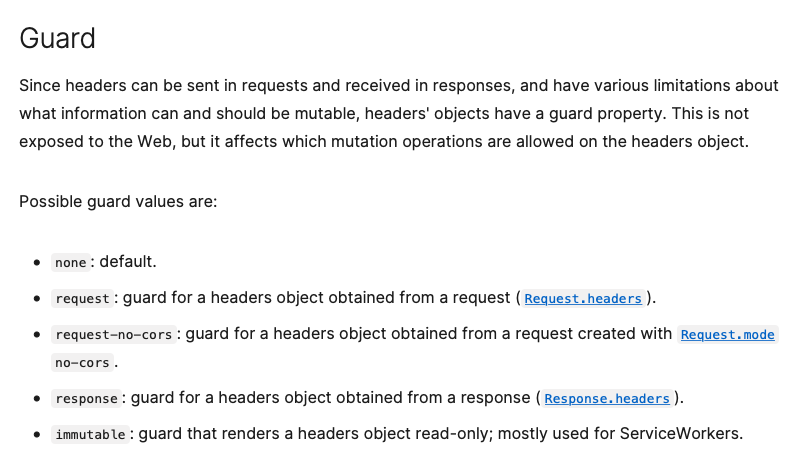 Guard
Since headers can be sent in requests and received in responses, and have various limitations about
what information can and should be mutable, headers' objects have a guard property. This is not
exposed to the Web, but it affects which mutation operations are allowed on the headers object.
Possible guard values are:
• none: default.
• request: guard for a headers object obtained from a request (Request.headers).
• request-no-cors: guard for a headers object obtained from a request created with Request.mode
no-cors.
• response: guard for a headers object obtained from a response (Response.headers).
• immutable: guard that renders a headers object read-only; mostly used for ServiceWorkers.